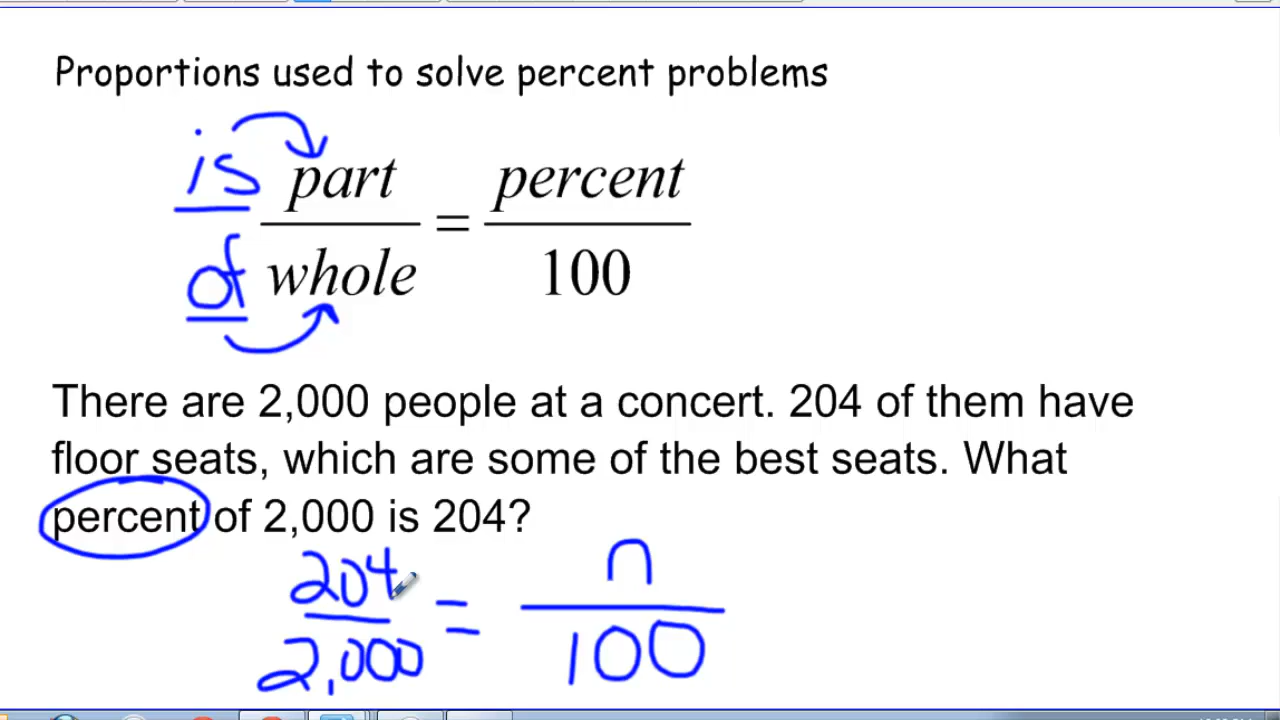 Proportions used to solve percent problems
is part = percent
of whole 100
There are 2,000 people at a concert. 204 of them have
floor seats, which are some of the best seats. What
percent of 2,000 is 204?
204 = n
2,000 100